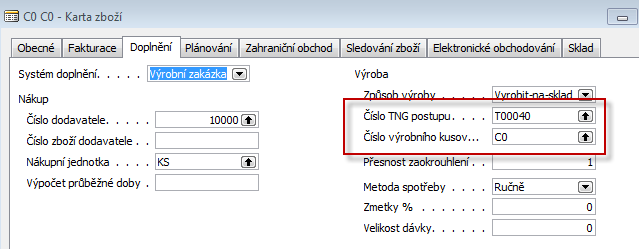 C0 C0 - Karta zboží
Obecné Fakturace Doplnění Plánování Zahraniční obchod Sledování zboží Elektronické obchodování Sklad
Systém doplnění. . . . . Výrobní zakázka
Nákup
Číslo dodavatele. . . . . . 10000
Číslo zboží dodavatele . .
Nákupní jednotka . . . . . KS
Výpočet průběžné doby .
Výroba
Způsob výroby . . . . . Vyrobit-na-sklad
Číslo TNG postupu. . . . T00040
Číslo výrobního kusov... C0
Přesnost zaokrouhlení . 1
Metoda spotřeby . . . . Ručně
Zmetky % . . . . . . . 0
Velikost dávky. . . . . . 0